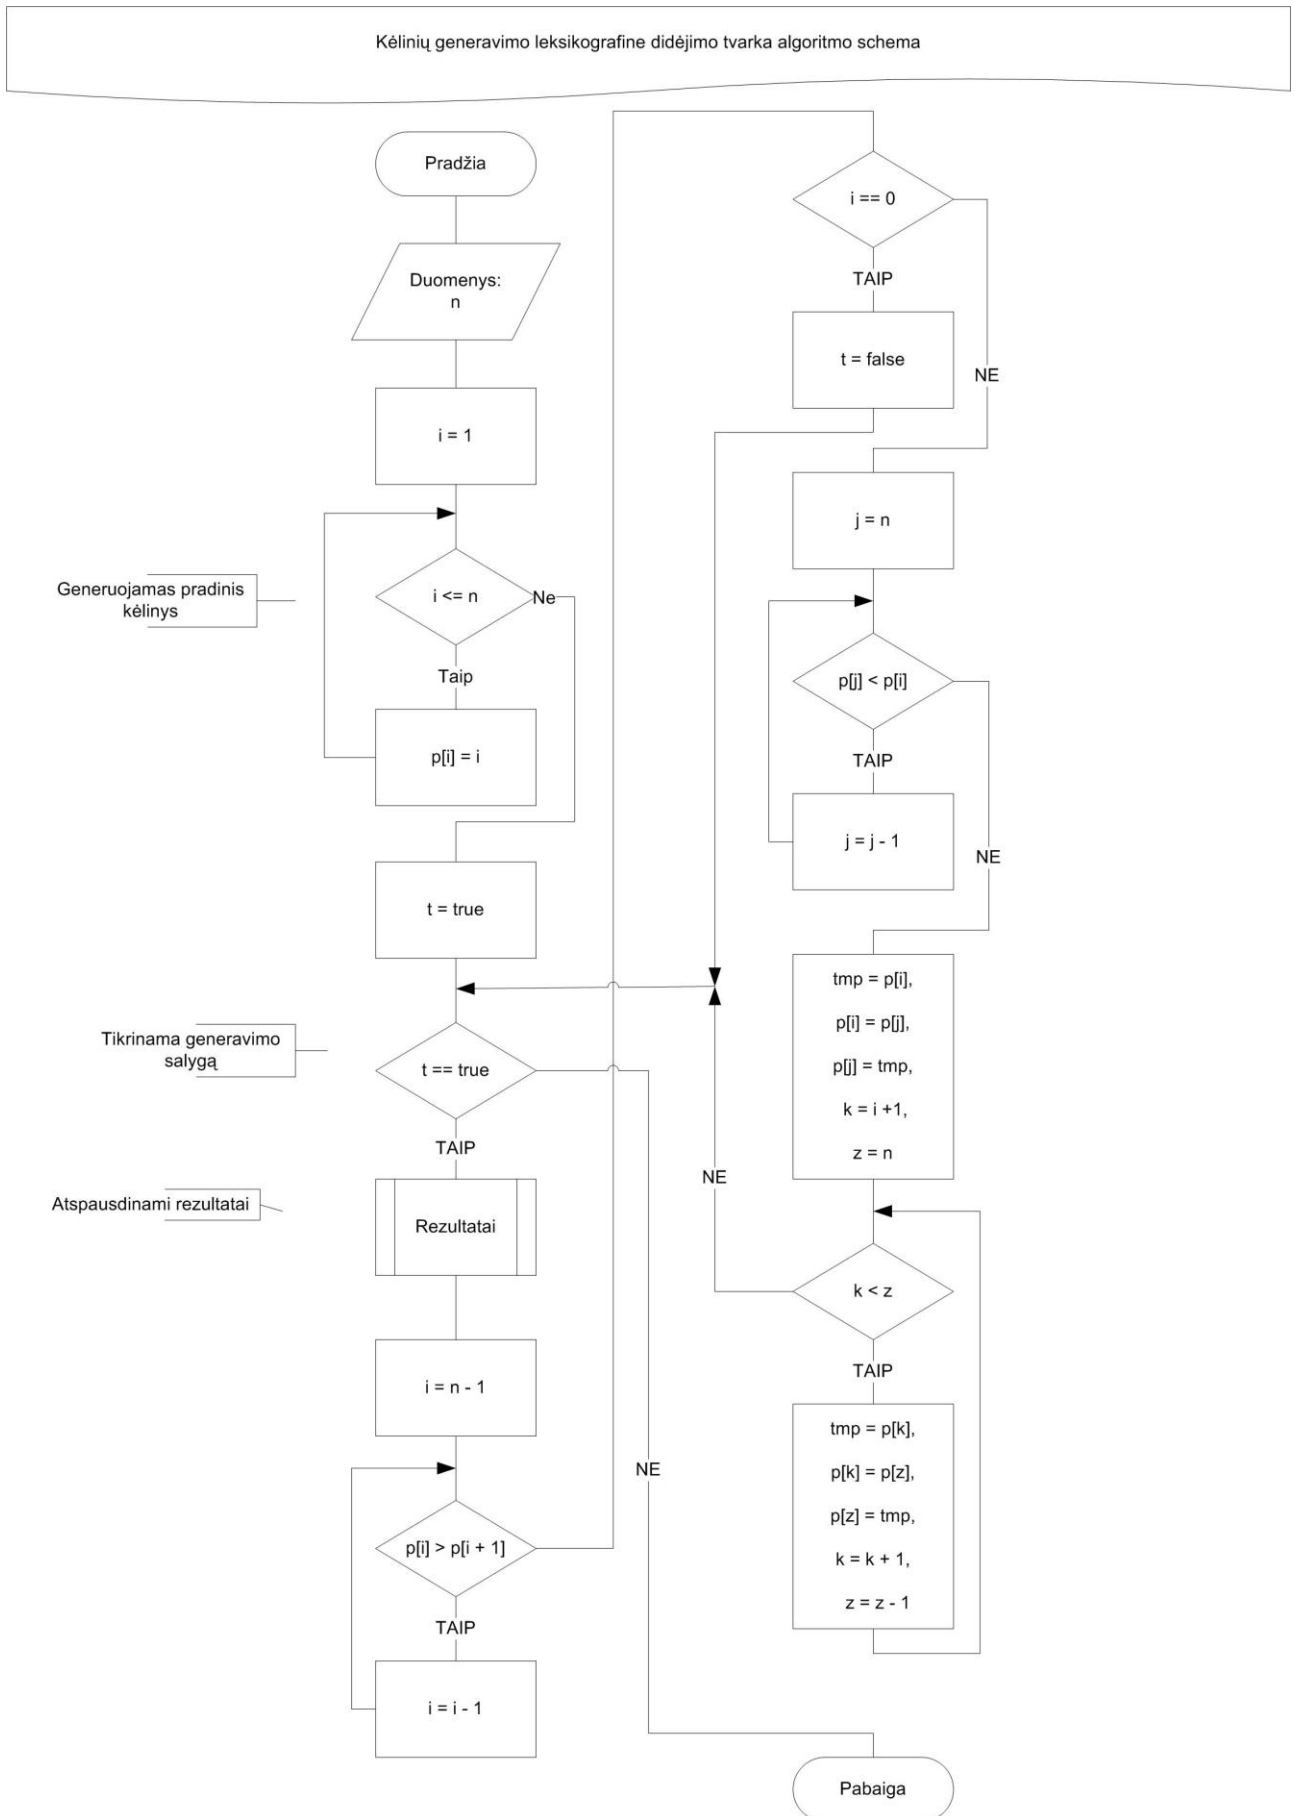 Kėlinių generavimo leksikografine didėjimo tvarka algoritmo schema
Pradžia
Duomenys:
n
i = 1
Generuojamas pradinis
kėlinys
i <= n
Ne
Taip
p[i] = i
t = true
Tikrinama generavimo
salygą
t == true
TAIP
Atspausdinami rezultatai
Rezultatai
i = n - 1
NE
p[i] > p[i + 1]
TAIP
i = i - 1
i == 0
TAIP
t = false
NE
j = n
p[j] < p[i]
TAIP
j = j - 1
NE
tmp = p[i],
p[i] = p[j],
p[j] = tmp,
k = i +1,
z = n
NE
k < z
TAIP
tmp = p[k],
p[k] = p[z],
p[z] = tmp,
k = k + 1,
z = z - 1
Pabaiga